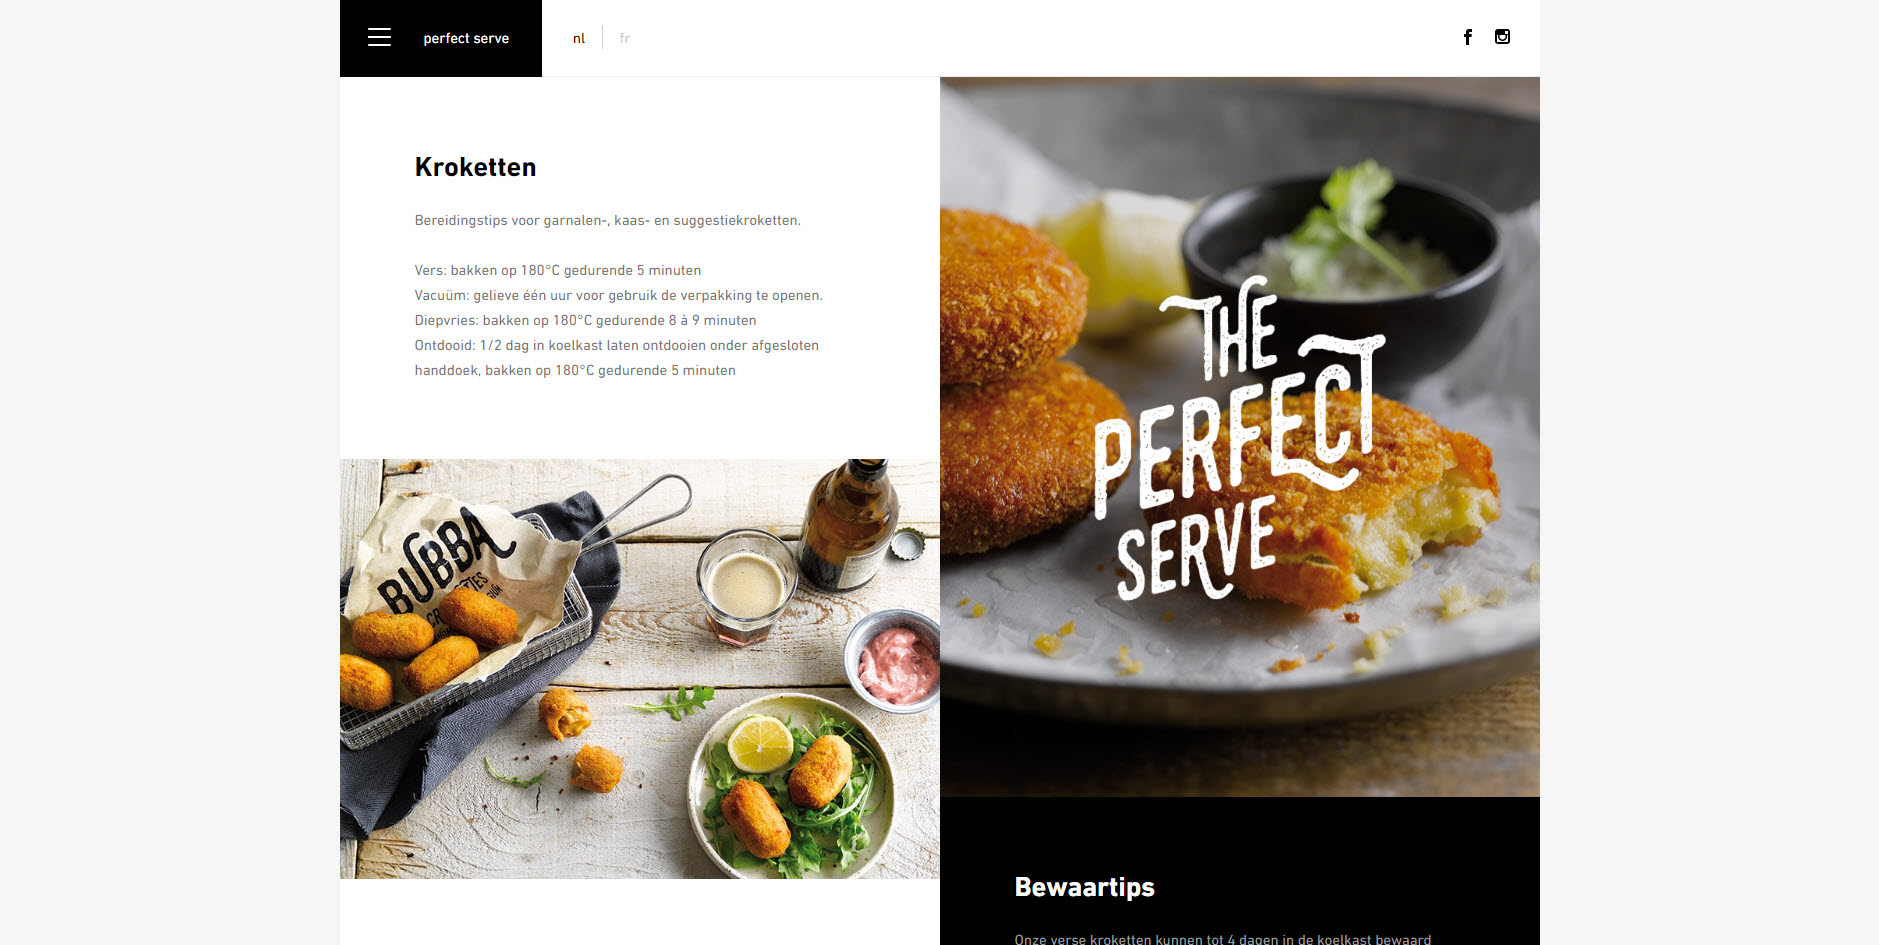 perfect serve
nl
fr
Kroketten
Bereidingstips voor garnalen-, kaas- en suggestiekroketten.
Vers: bakken op 180°C gedurende 5 minuten
Vacuüm: gelieve één uur voor gebruik de verpakking te openen.
Diepvries: bakken op 180°C gedurende 8 à 9 minuten
Ontdooid: 1/2 dag in koelkast laten ontdooien onder afgesloten
handdoek, bakken op 180°C gedurende 5 minuten
BUBBA
THE
PERFECT
SERVE
Bewaartips
Onze verse kroketten kunnen tot 4 dagen in de koelkast bewaard